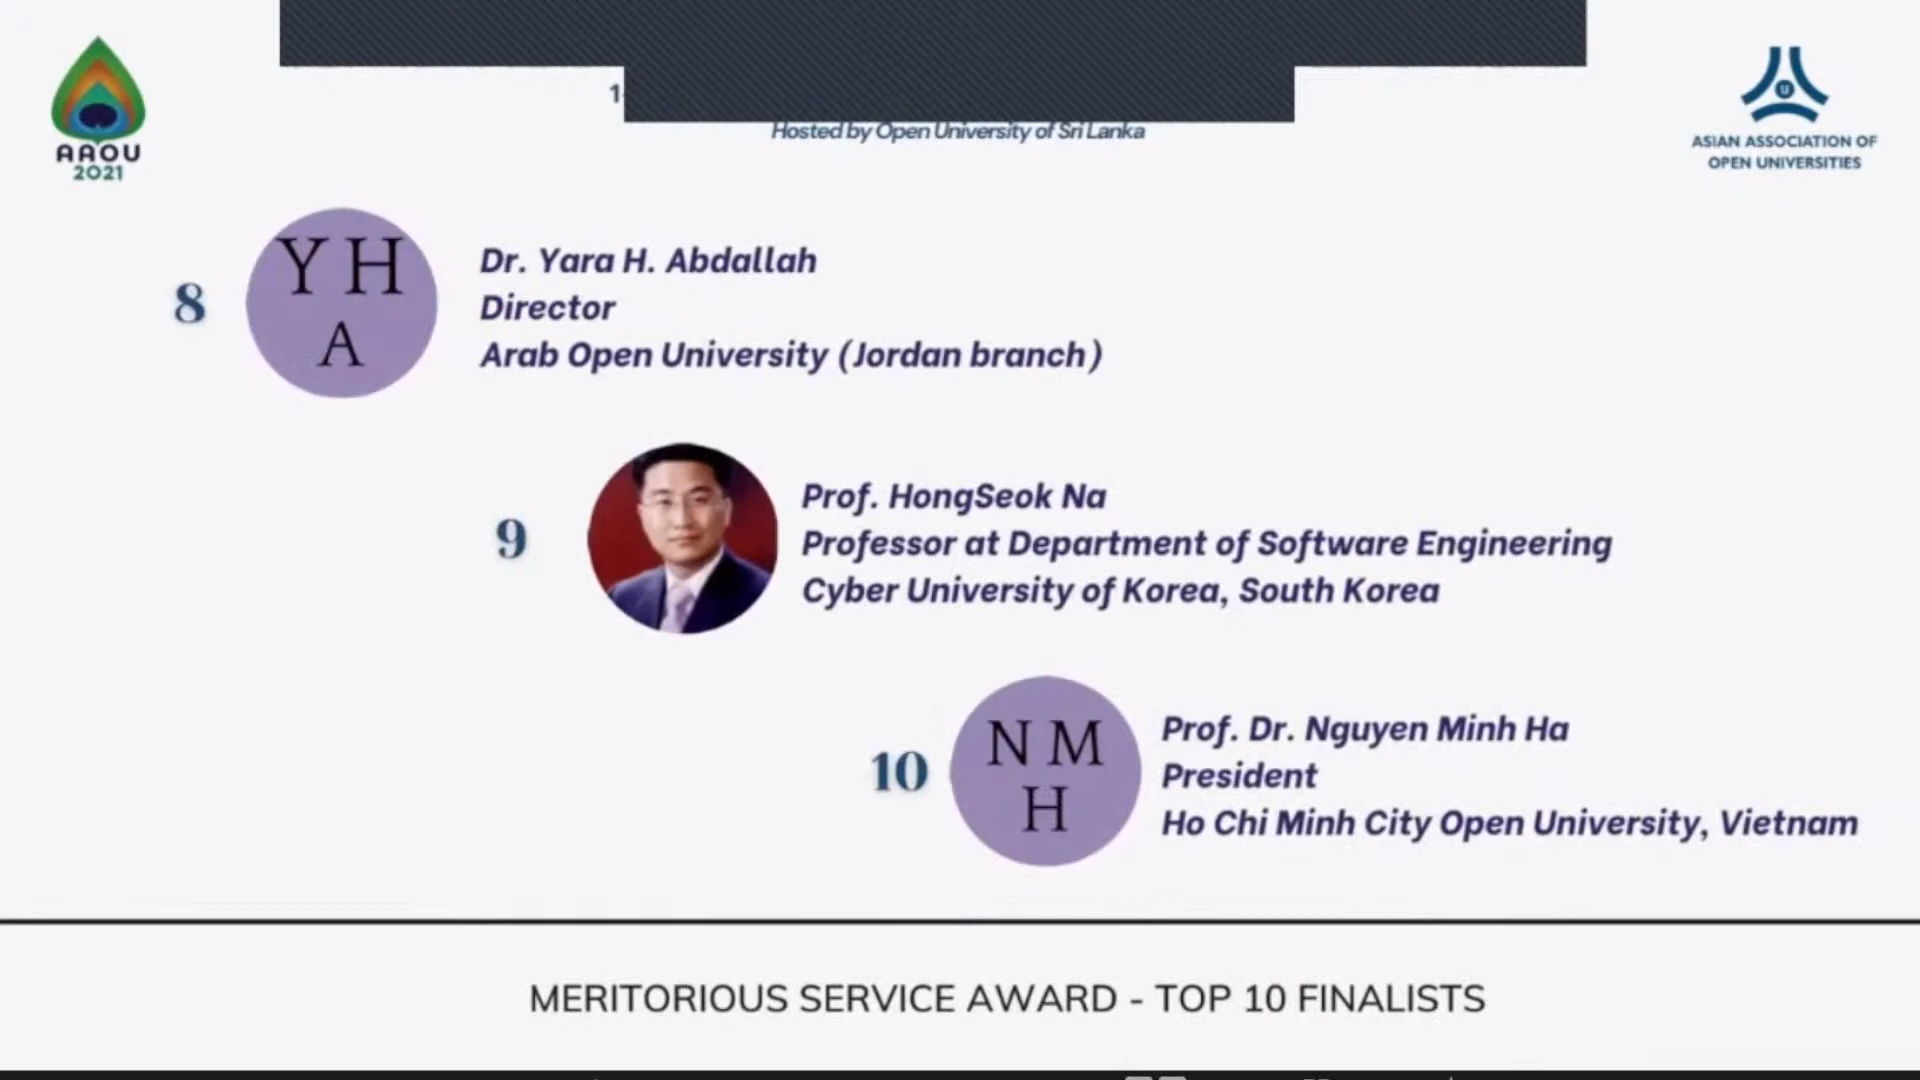 AAOU
2021
Hosted by Open University of Sri Lanka
U
ASIAN ASSOCIATION OF
OPEN UNIVERSITIES
8
Y H
A
Dr. Yara H. Abdallah
Director
Arab Open University (Jordan branch)
9
Prof. HongSeok Na
Professor at Department of Software Engineering
Cyber University of Korea, South Korea
10
N M
H
Prof. Dr. Nguyen Minh Ha
President
Ho Chi Minh City Open University, Vietnam
MERITORIOUS SERVICE AWARD - TOP 10 FINALISTS